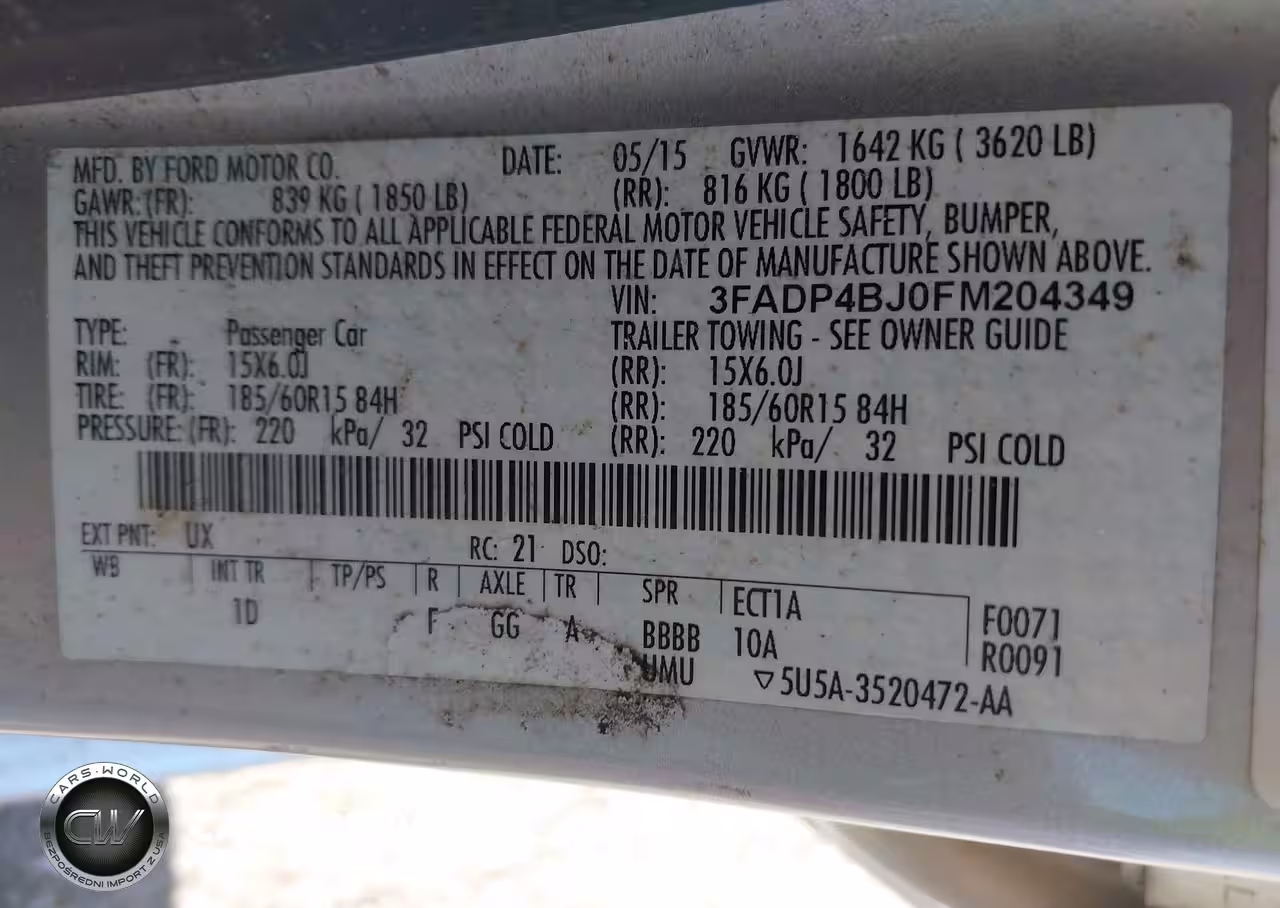 MFD. BY FORD MOTOR CO. DATE: 05/15 GVWR: 1642 KG ( 3620 LB)
GAWR: (FR): 839 KG ( 1850 LB) (RR): 816 KG ( 1800 LB)
THIS VEHICLE CONFORMS TO ALL APPLICABLE FEDERAL MOTOR VEHICLE SAFETY, BUMPER,
AND THEFT PREVENTION STANDARDS IN EFFECT ON THE DATE OF MANUFACTURE SHOWN ABOVE.
VIN: 3FADP4BJ0FM204349
TYPE: Passenger Car TRAILER TOWING - SEE OWNER GUIDE
RIM: (FR): 15X6.0J (RR): 15X6.0J
TIRE: (FR): 185/60R15 84H (RR): 185/60R15 84H
PRESSURE: (FR): 220 kPa/ 32 PSI COLD (RR): 220 kPa/ 32 PSI COLD
EXT PNT: UX RC: 21 DSO:
WB INT TR TP/PS R AXLE TR SPR ECT1A F0071
1D F GG A BBBB 10A R0091
UMU ▽5U5A-3520472-AA
CARS-WORLD
CW
BEZPOŚREDNI IMPORT Z USA